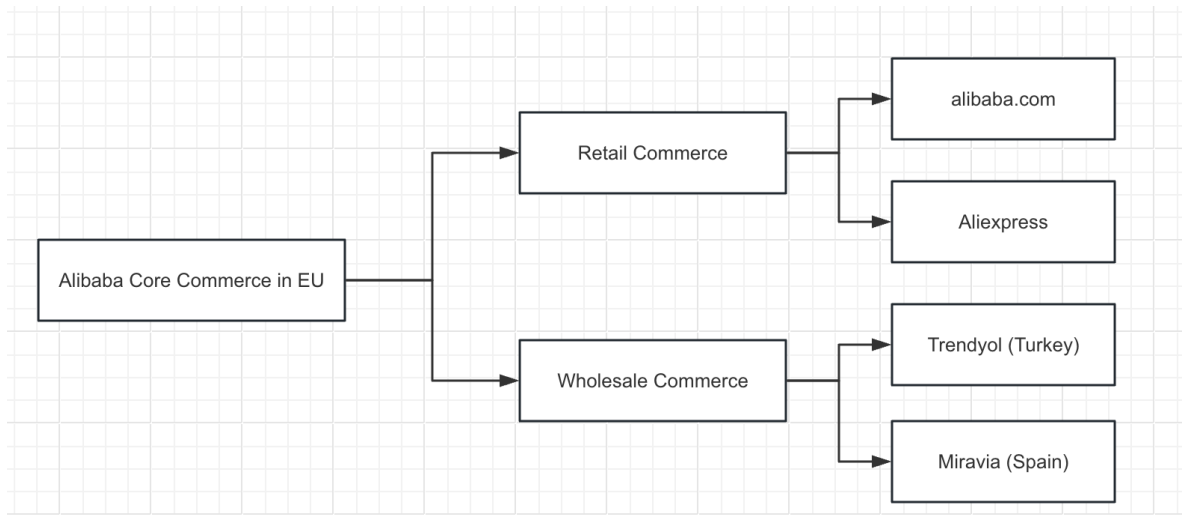 Alibaba Core Commerce in EU
Retail Commerce
alibaba.com
Aliexpress
Wholesale Commerce
Trendyol (Turkey)
Miravia (Spain)